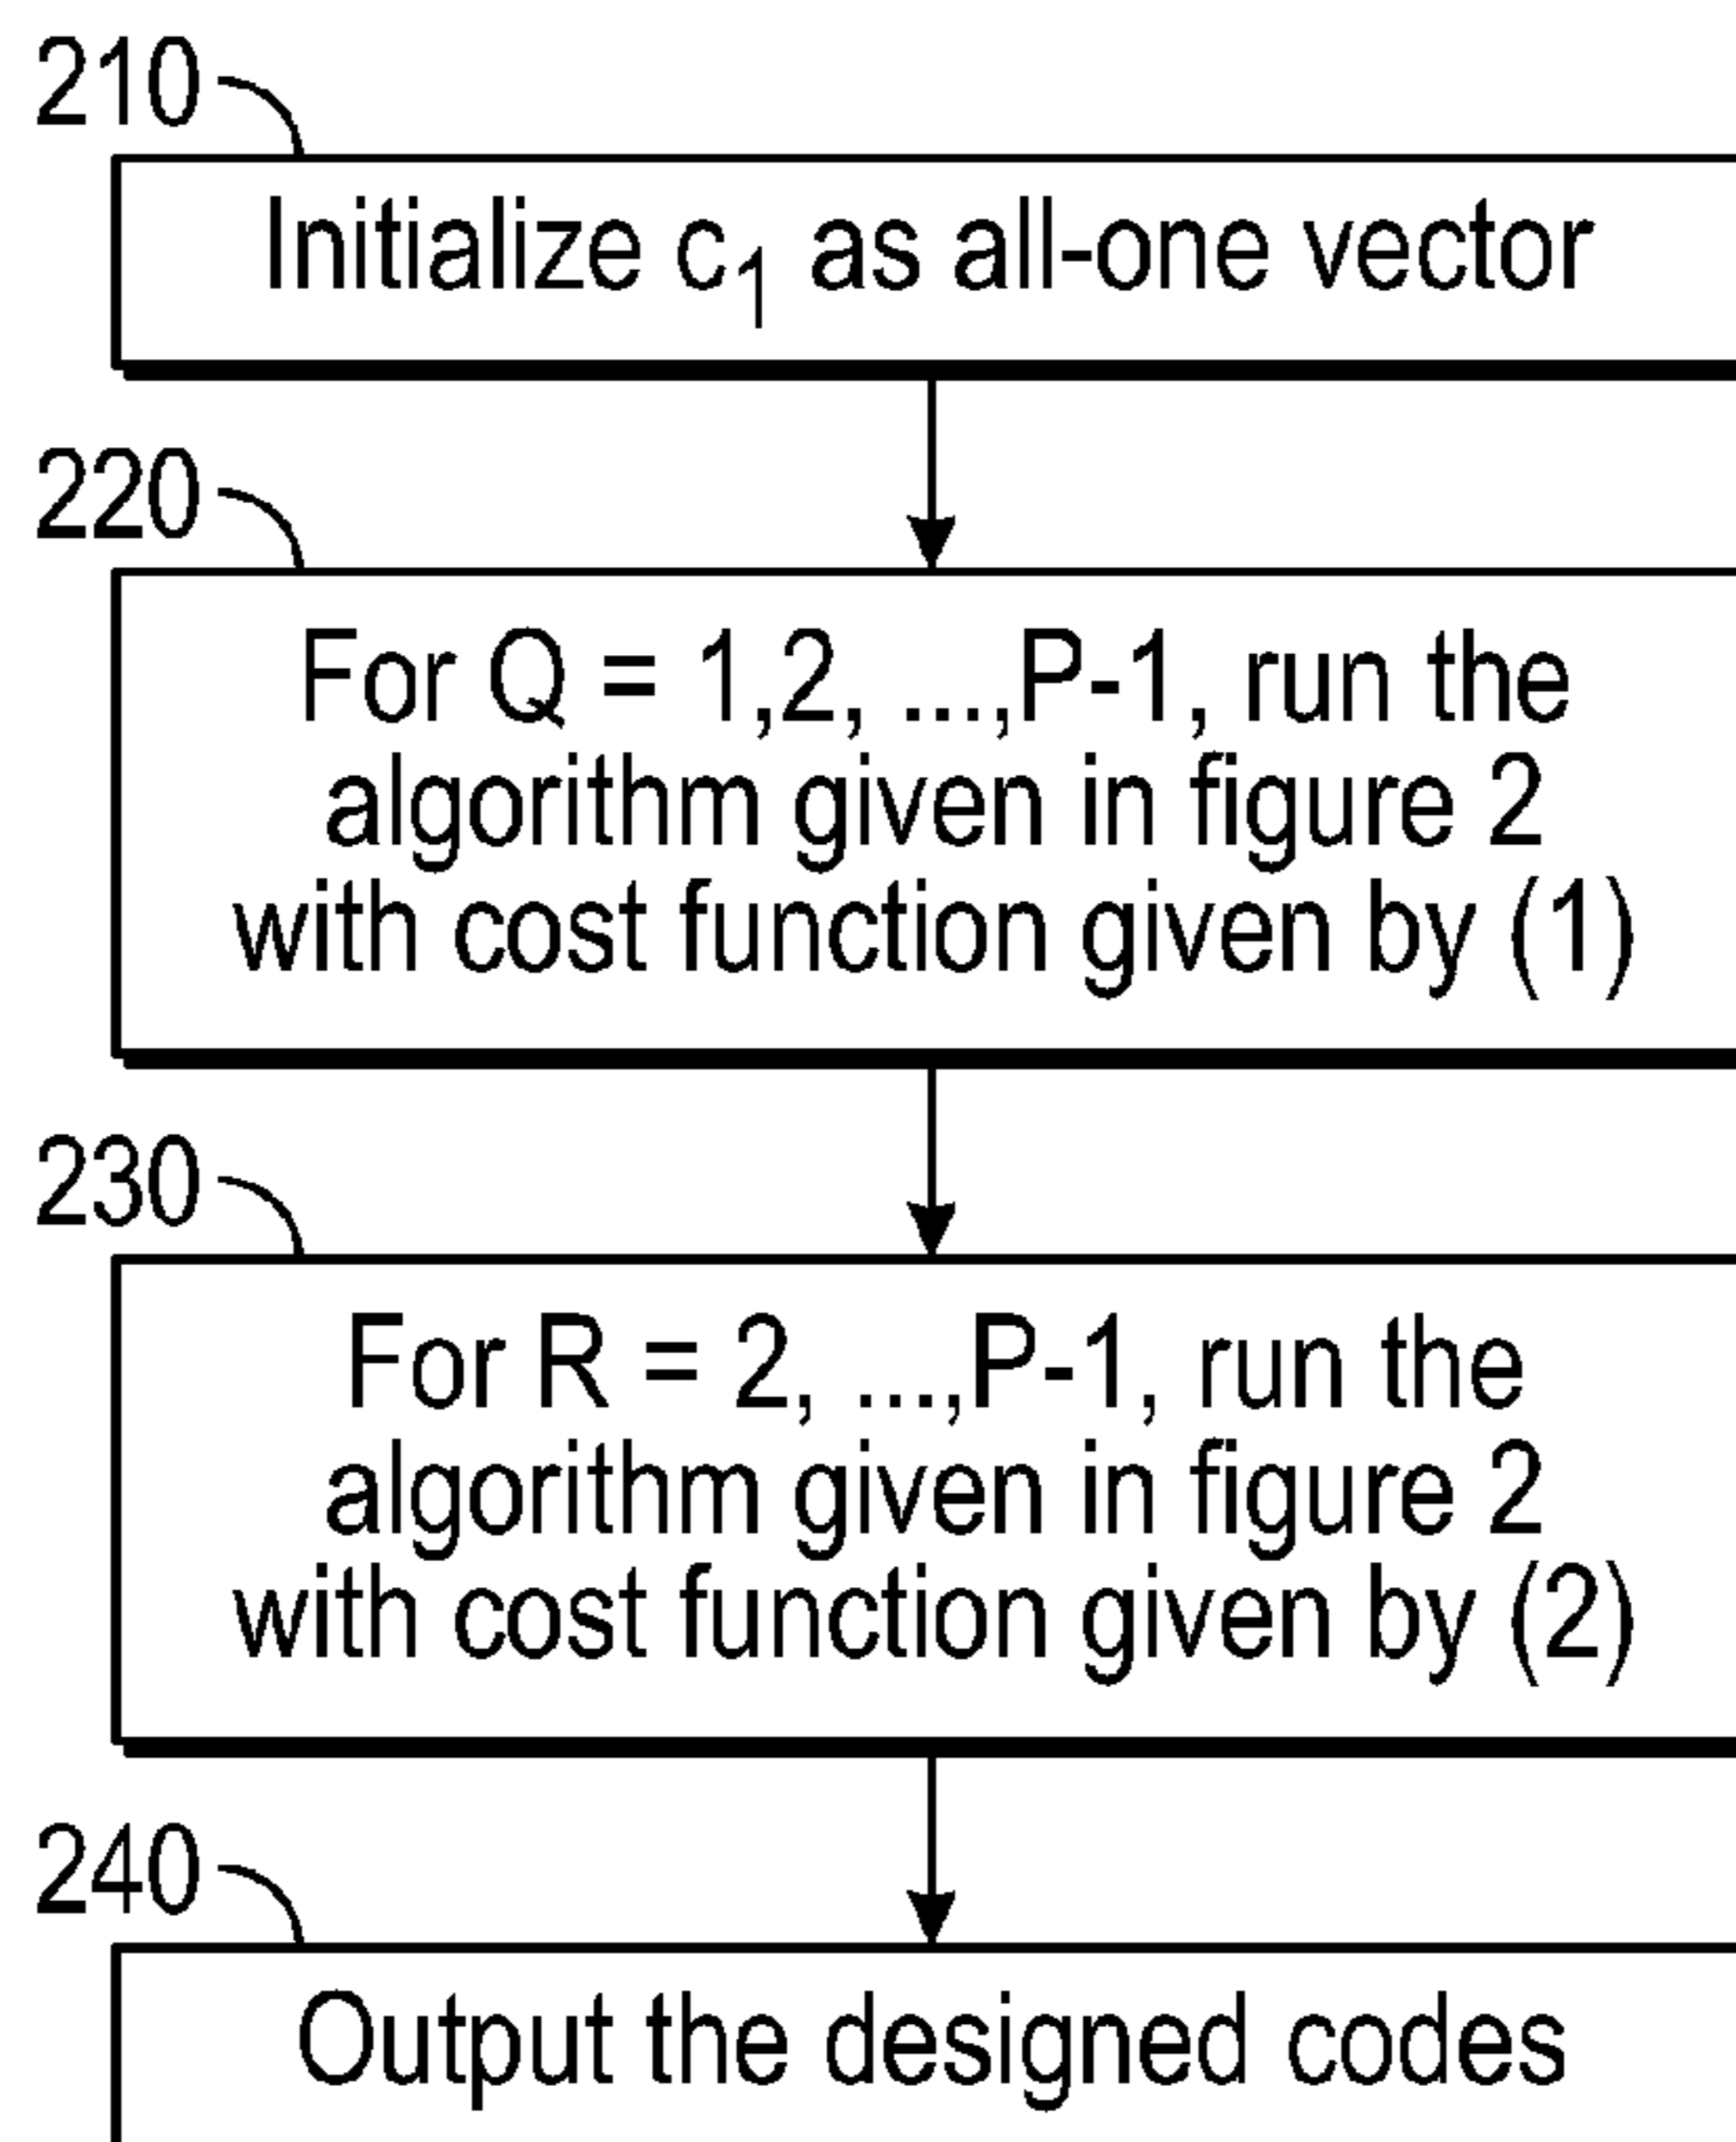 210
Initialize c₁ as all-one vector
220
For Q = 1,2, ...,P-1, run the
algorithm given in figure 2
with cost function given by (1)
230
For R = 2, ...,P-1, run the
algorithm given in figure 2
with cost function given by (2)
240
Output the designed codes